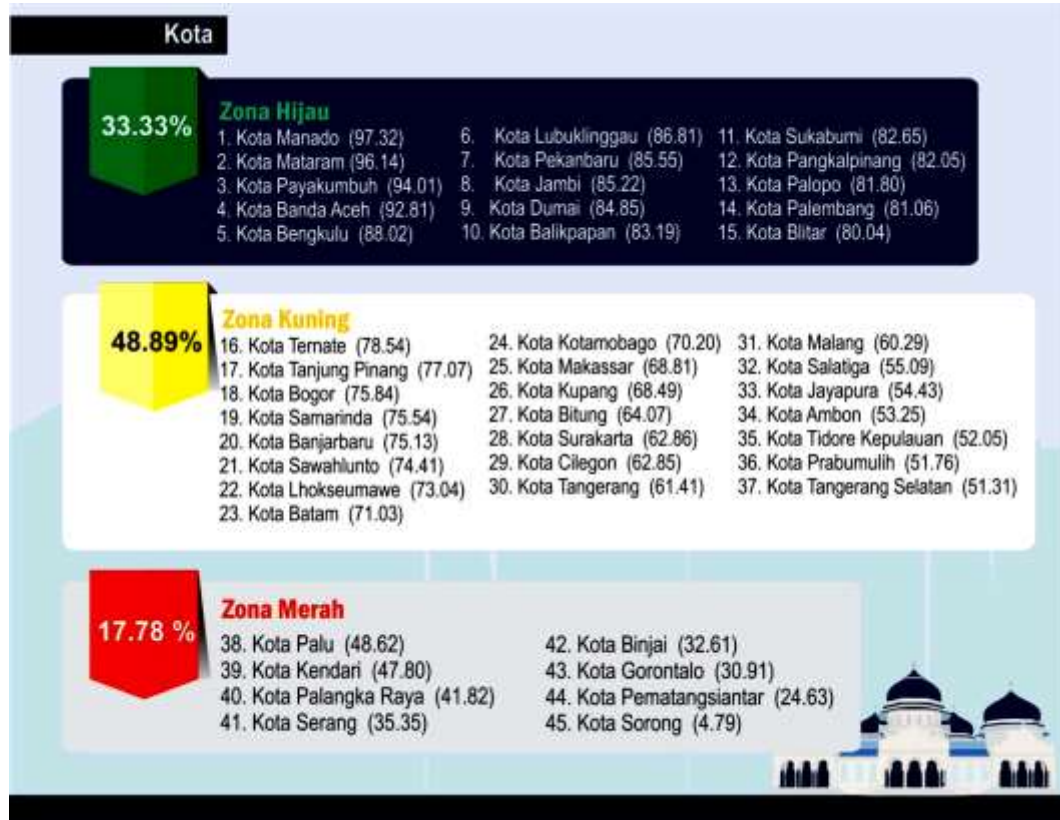 Kota
33.33%
Zona Hijau
1. Kota Manado (97.32)
2. Kota Mataram (96.14)
3. Kota Payakumbuh (94.01)
4. Kota Banda Aceh (92.81)
5. Kota Bengkulu (88.02)
6. Kota Lubuklinggau (86.81)
7. Kota Pekanbaru (85.55)
8. Kota Jambi (85.22)
9. Kota Dumai (84.85)
10. Kota Balikpapan (83.19)
11. Kota Sukabumi (82.65)
12. Kota Pangkalpinang (82.05)
13. Kota Palopo (81.80)
14. Kota Palembang (81.06)
15. Kota Blitar (80.04)
48.89%
Zona Kuning
16. Kota Ternate (78.54)
17. Kota Tanjung Pinang (77.07)
18. Kota Bogor (75.84)
19. Kota Samarinda (75.54)
20. Kota Banjarbaru (75.13)
21. Kota Sawahlunto (74.41)
22. Kota Lhokseumawe (73.04)
23. Kota Batam (71.03)
24. Kota Kotamobago (70.20)
25. Kota Makassar (68.81)
26. Kota Kupang (68.49)
27. Kota Bitung (64.07)
28. Kota Surakarta (62.86)
29. Kota Cilegon (62.85)
30. Kota Tangerang (61.41)
31. Kota Malang (60.29)
32. Kota Salatiga (55.09)
33. Kota Jayapura (54.43)
34. Kota Ambon (53.25)
35. Kota Tidore Kepulauan (52.05)
36. Kota Prabumulih (51.76)
37. Kota Tangerang Selatan (51.31)
17.78 %
Zona Merah
38. Kota Palu (48.62)
39. Kota Kendari (47.80)
40. Kota Palangka Raya (41.82)
41. Kota Serang (35.35)
42. Kota Binjai (32.61)
43. Kota Gorontalo (30.91)
44. Kota Pematangsiantar (24.63)
45. Kota Sorong (4.79)